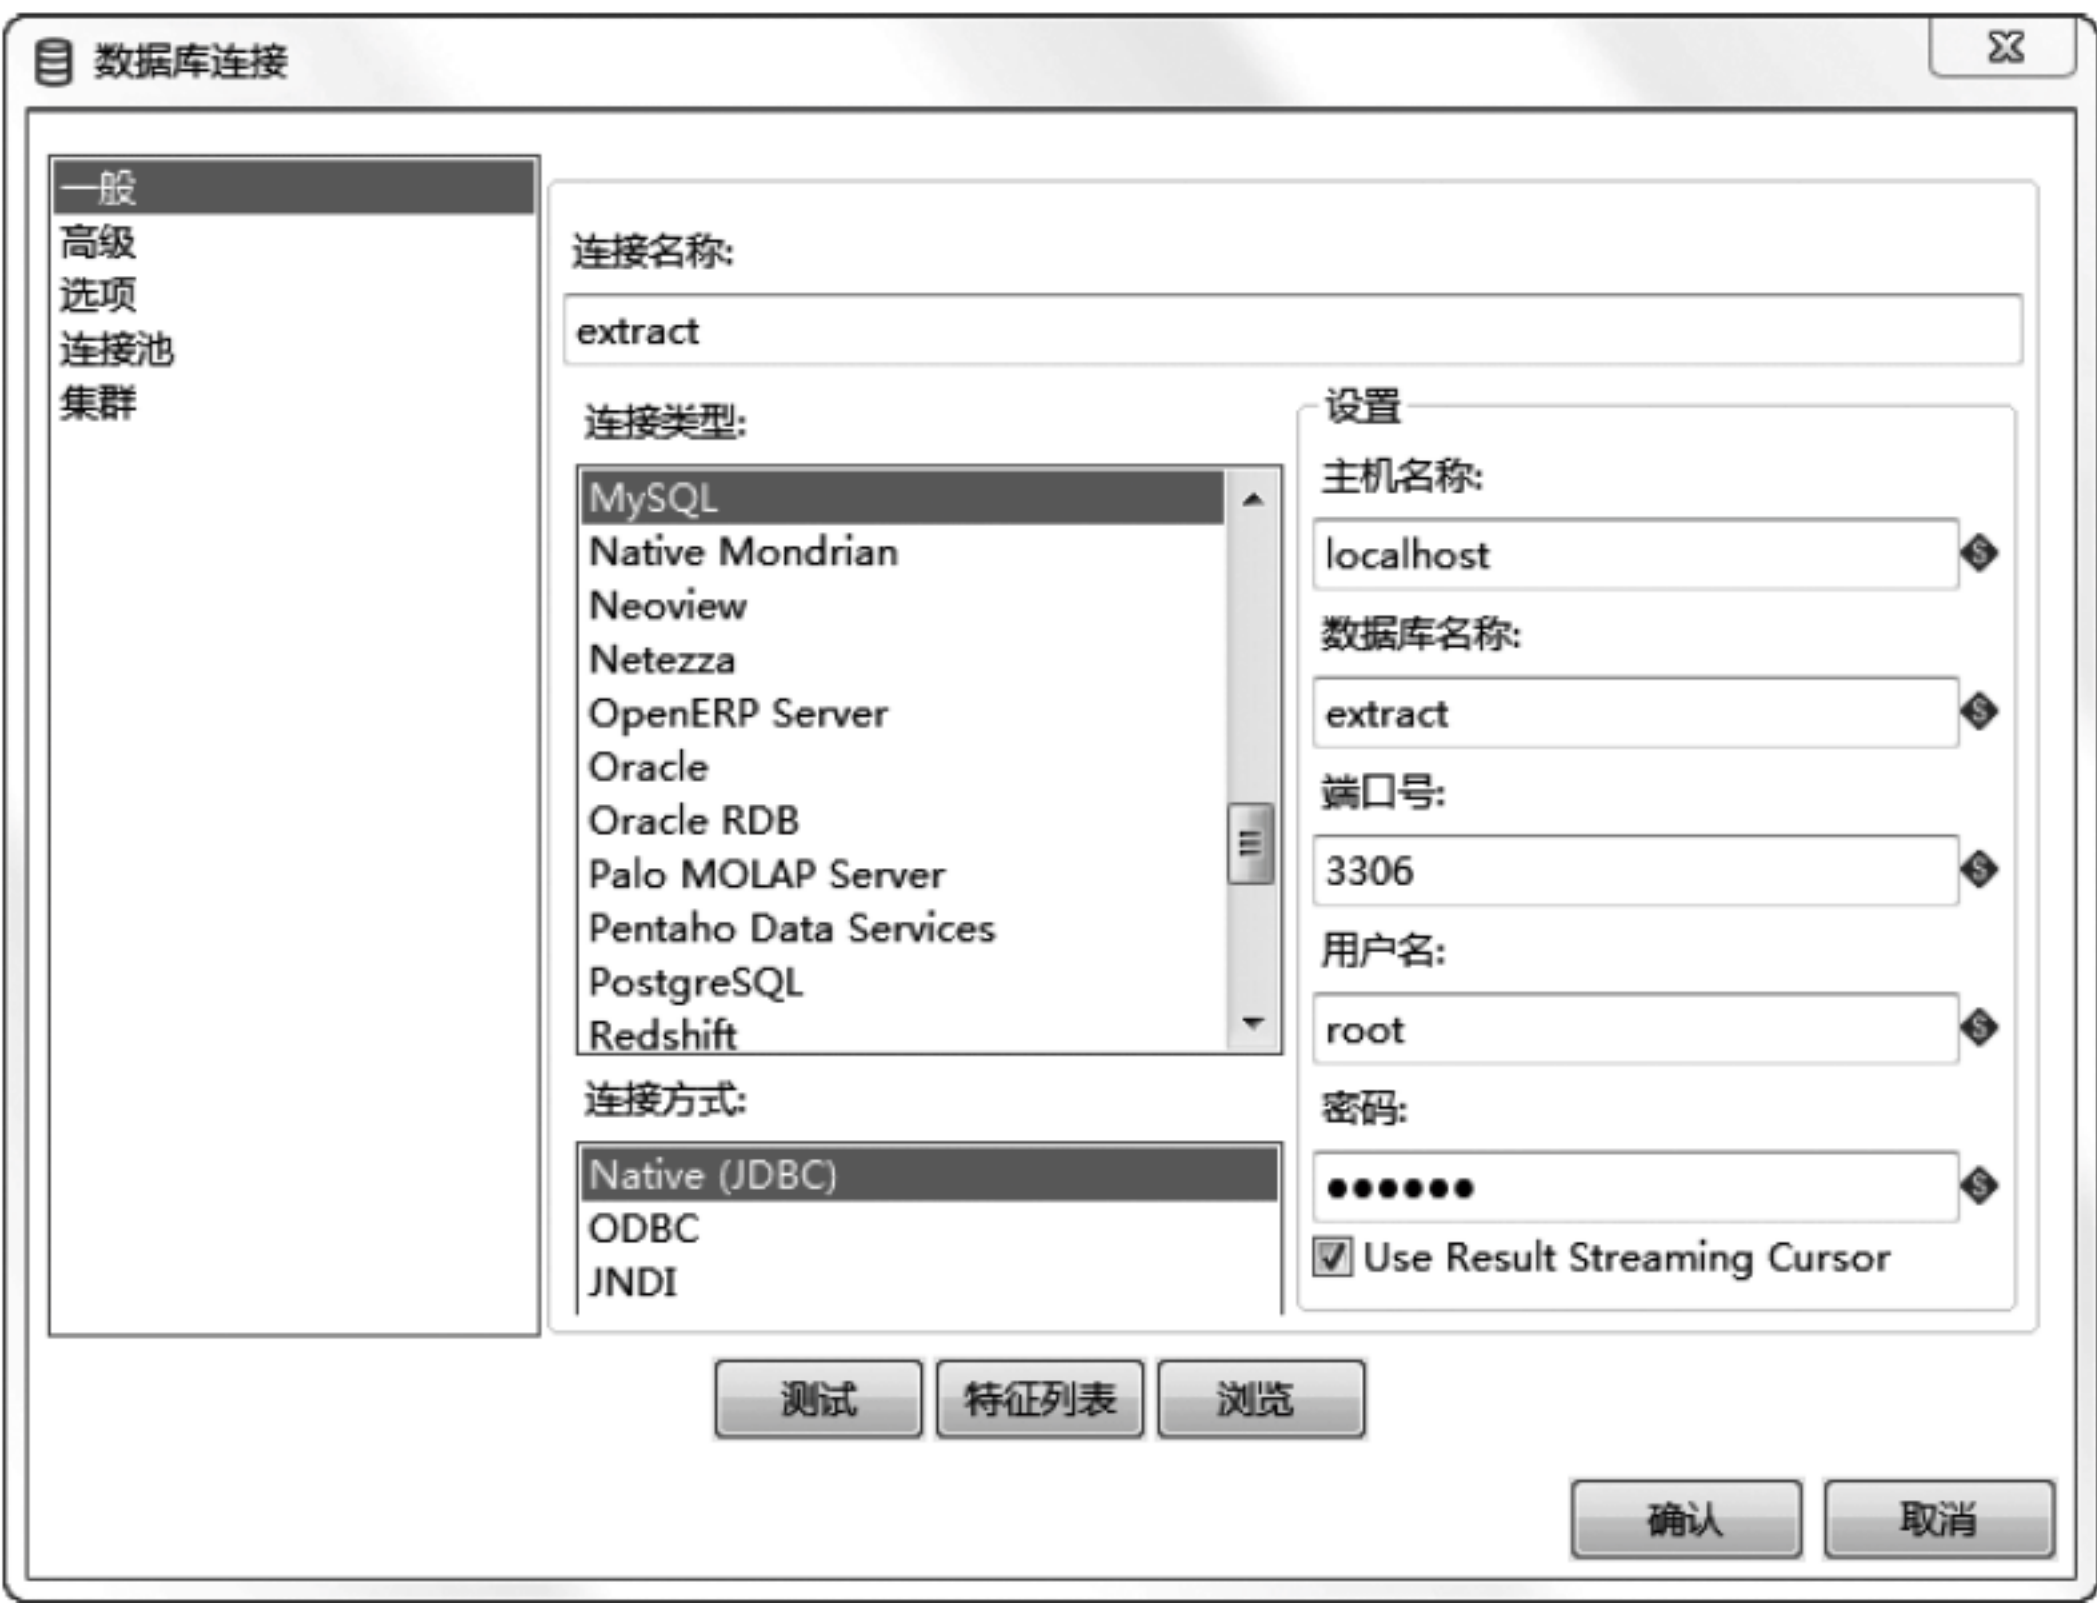 数据库连接
一般
高级
选项
连接池
集群
连接名称:
extract
连接类型:
MySQL
Native Mondrian
Neoview
Netezza
OpenERP Server
Oracle
Oracle RDB
Palo MOLAP Server
Pentaho Data Services
PostgreSQL
Redshift
连接方式:
Native (JDBC)
ODBC
JNDI
设置
主机名称:
localhost
数据库名称:
extract
端口号:
3306
用户名:
root
密码:
●●●●●●
Use Result Streaming Cursor
测试
特征列表
浏览
确认
取消